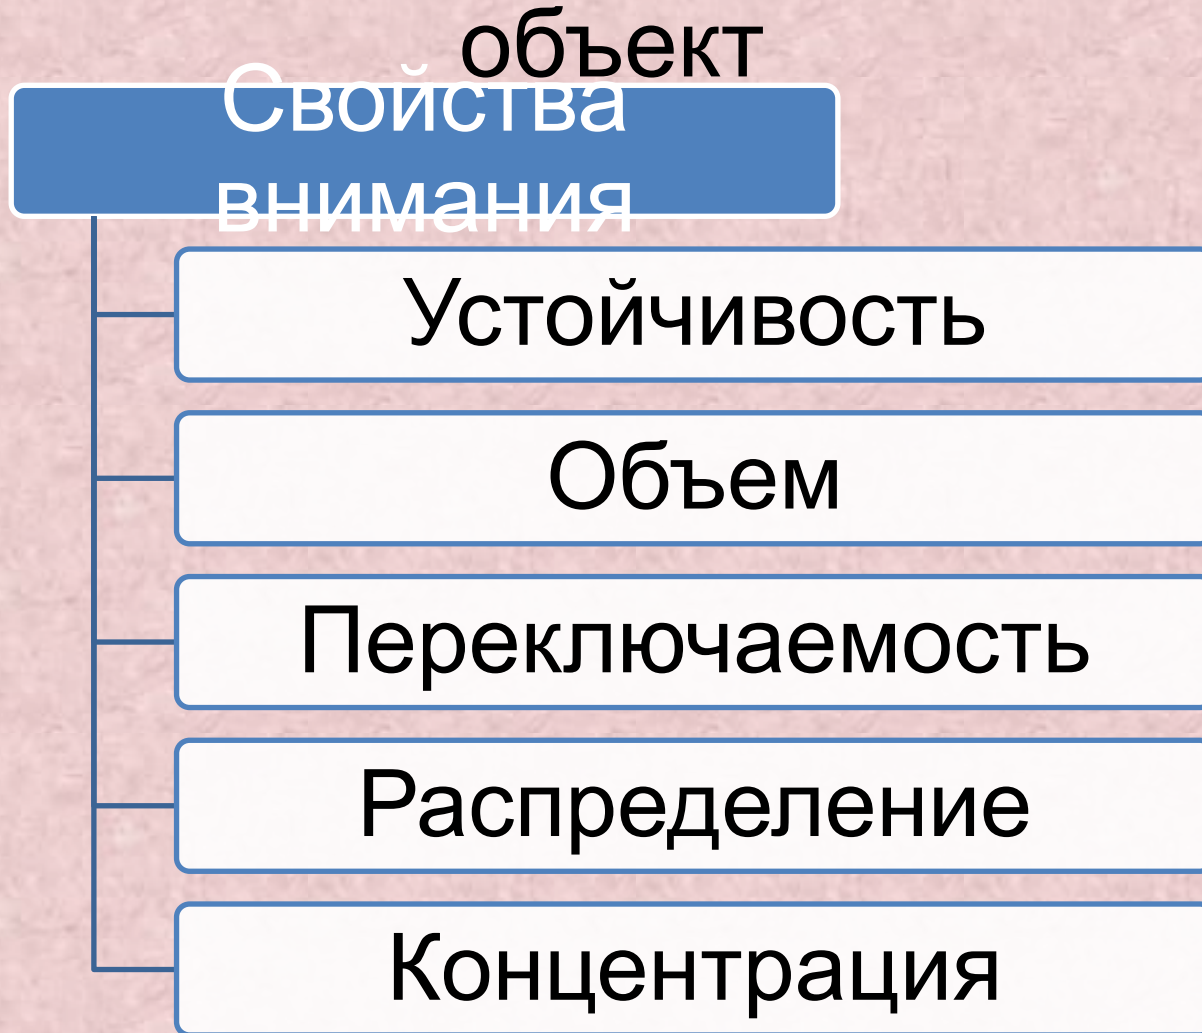 объект
Свойства
внимания
Устойчивость
Объем
Переключаемость
Распределение
Концентрация